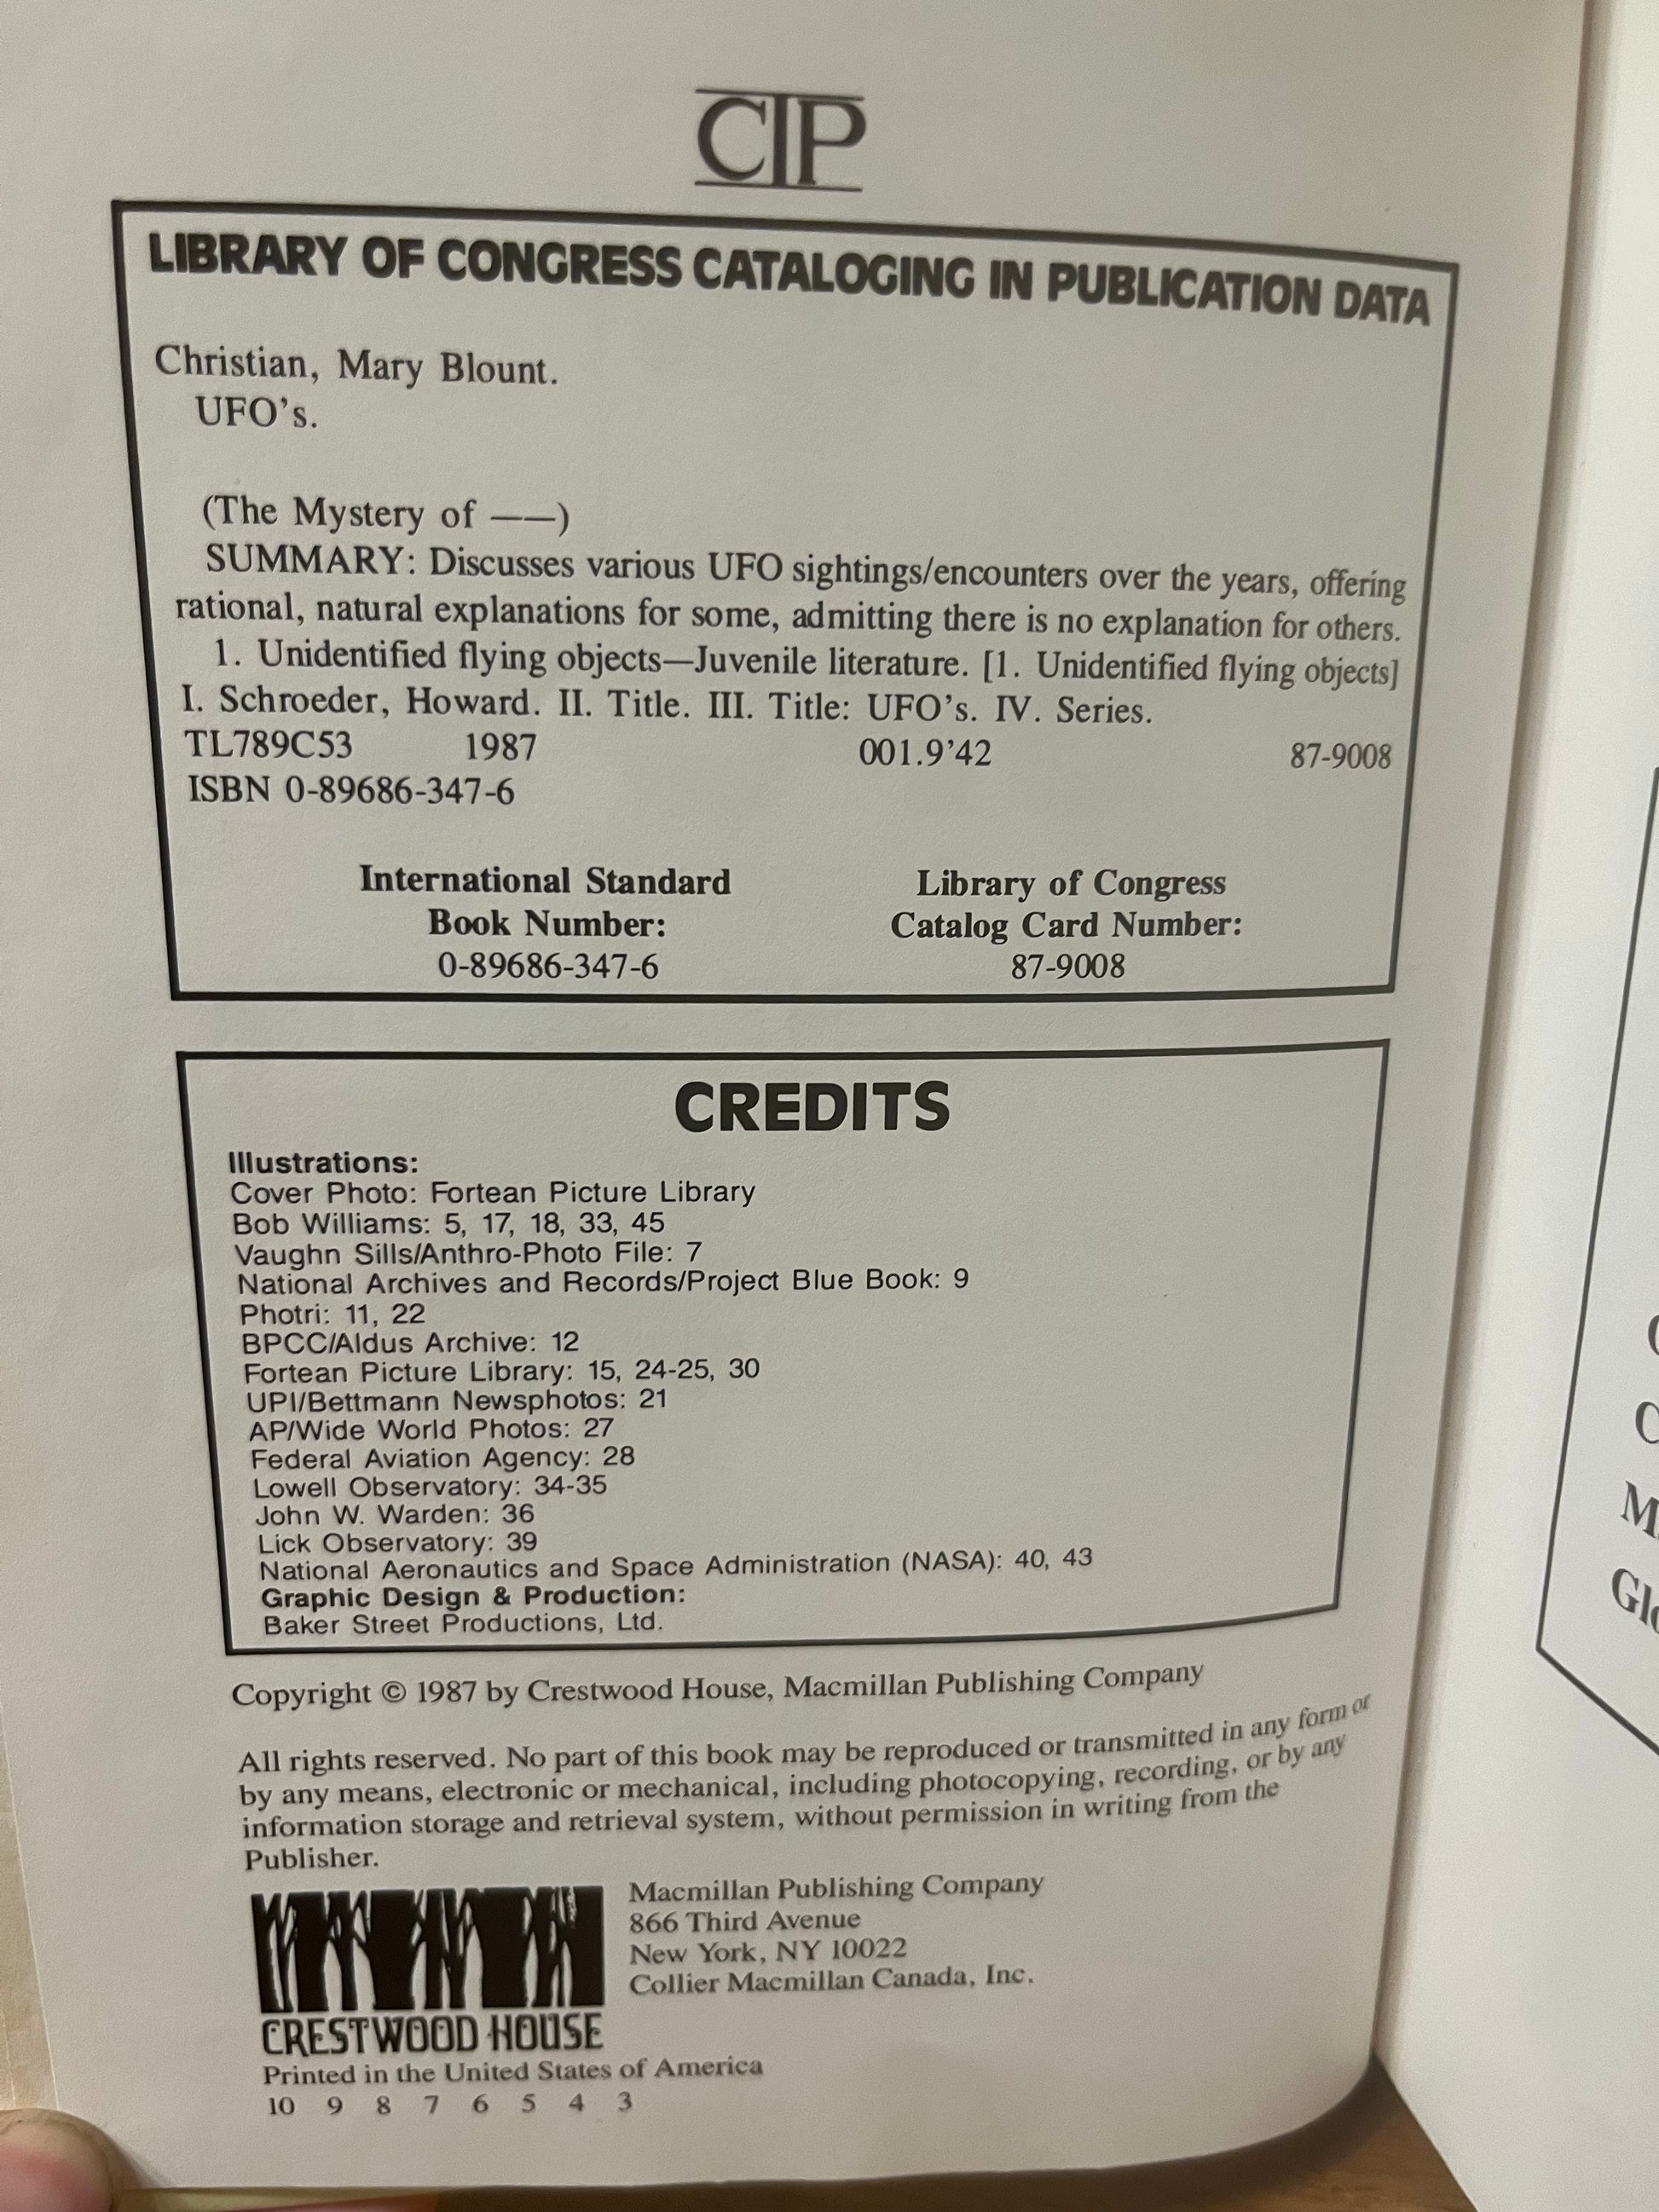 CIP
LIBRARY OF CONGRESS CATALOGING IN PUBLICATION DATA
Christian, Mary Blount.
UFO's.
(The Mystery of ——)
SUMMARY: Discusses various UFO sightings/encounters over the years, offering
rational, natural explanations for some, admitting there is no explanation for others.
1. Unidentified flying objects—Juvenile literature. [1. Unidentified flying objects]
I. Schroeder, Howard. II. Title. III. Title: UFO's. IV. Series.
TL789C53 1987 001.9'42 87-9008
ISBN 0-89686-347-6
International Standard
Book Number:
0-89686-347-6
Library of Congress
Catalog Card Number:
87-9008
CREDITS
Illustrations:
Cover Photo: Fortean Picture Library
Bob Williams: 5, 17, 18, 33, 45
Vaughn Sills/Anthro-Photo File: 7
National Archives and Records/Project Blue Book: 9
Photri: 11, 22
BPCC/Aldus Archive: 12
Fortean Picture Library: 15, 24-25, 30
UPI/Bettmann Newsphotos: 21
AP/Wide World Photos: 27
Federal Aviation Agency: 28
Lowell Observatory: 34-35
John W. Warden: 36
Lick Observatory: 39
National Aeronautics and Space Administration (NASA): 40, 43
Graphic Design & Production:
Baker Street Productions, Ltd.
Copyright © 1987 by Crestwood House, Macmillan Publishing Company
All rights reserved. No part of this book may be reproduced or transmitted in any form or
by any means, electronic or mechanical, including photocopying, recording, or by any
information storage and retrieval system, without permission in writing from the
Publisher.
Macmillan Publishing Company
866 Third Avenue
New York, NY 10022
Collier Macmillan Canada, Inc.
CRESTWOOD HOUSE
Printed in the United States of America
10 9 8 7 6 5 4 3